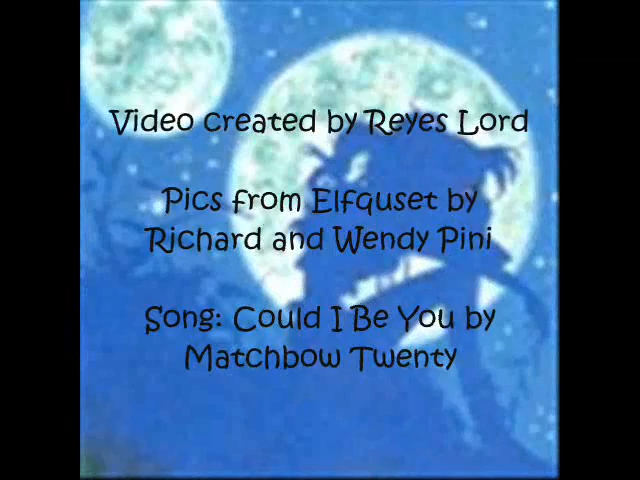 Video created by Reyes Lord
Pics from Elfquset by
Richard and Wendy Pini
Song: Could I Be You by
Matchbow Twenty